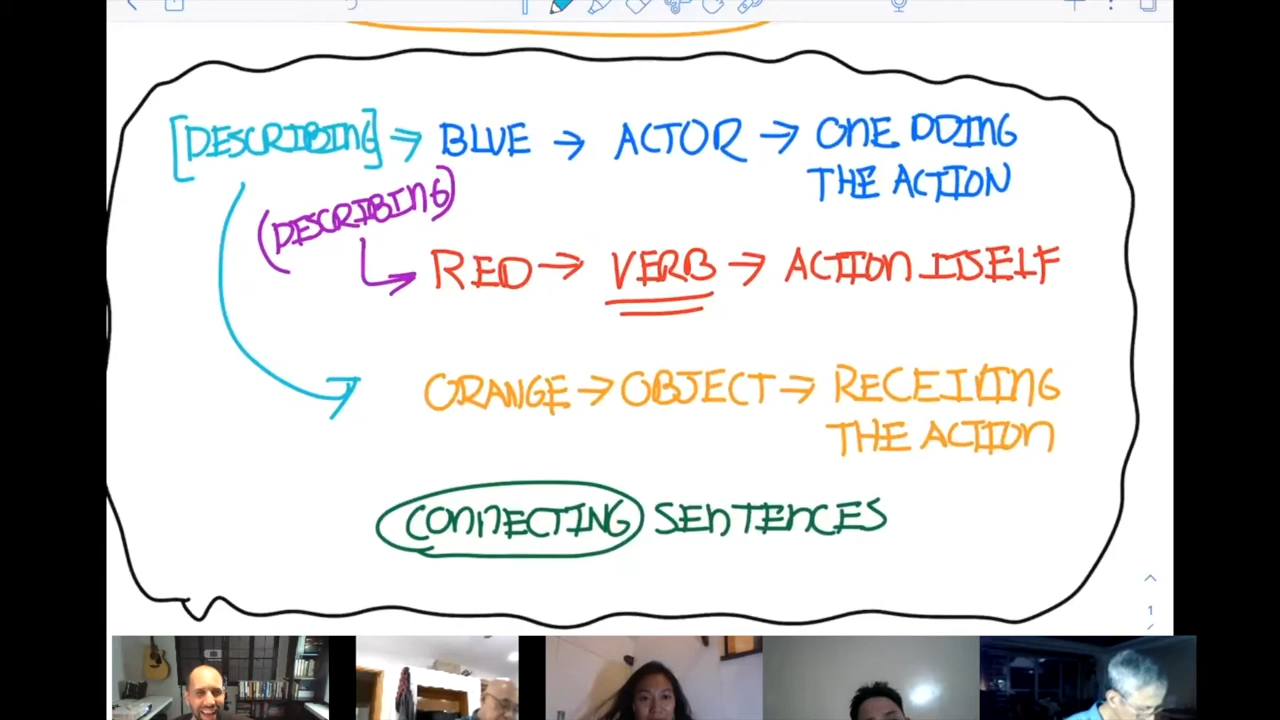 [DESCRIBING] → BLUE → ACTOR → ONE DOING
THE ACTION
(DESCRIBING)
RED → VERB → ACTION ITSELF
ORANGE → OBJECT → RECEIVING
THE ACTION
CONNECTING SENTENCES
1